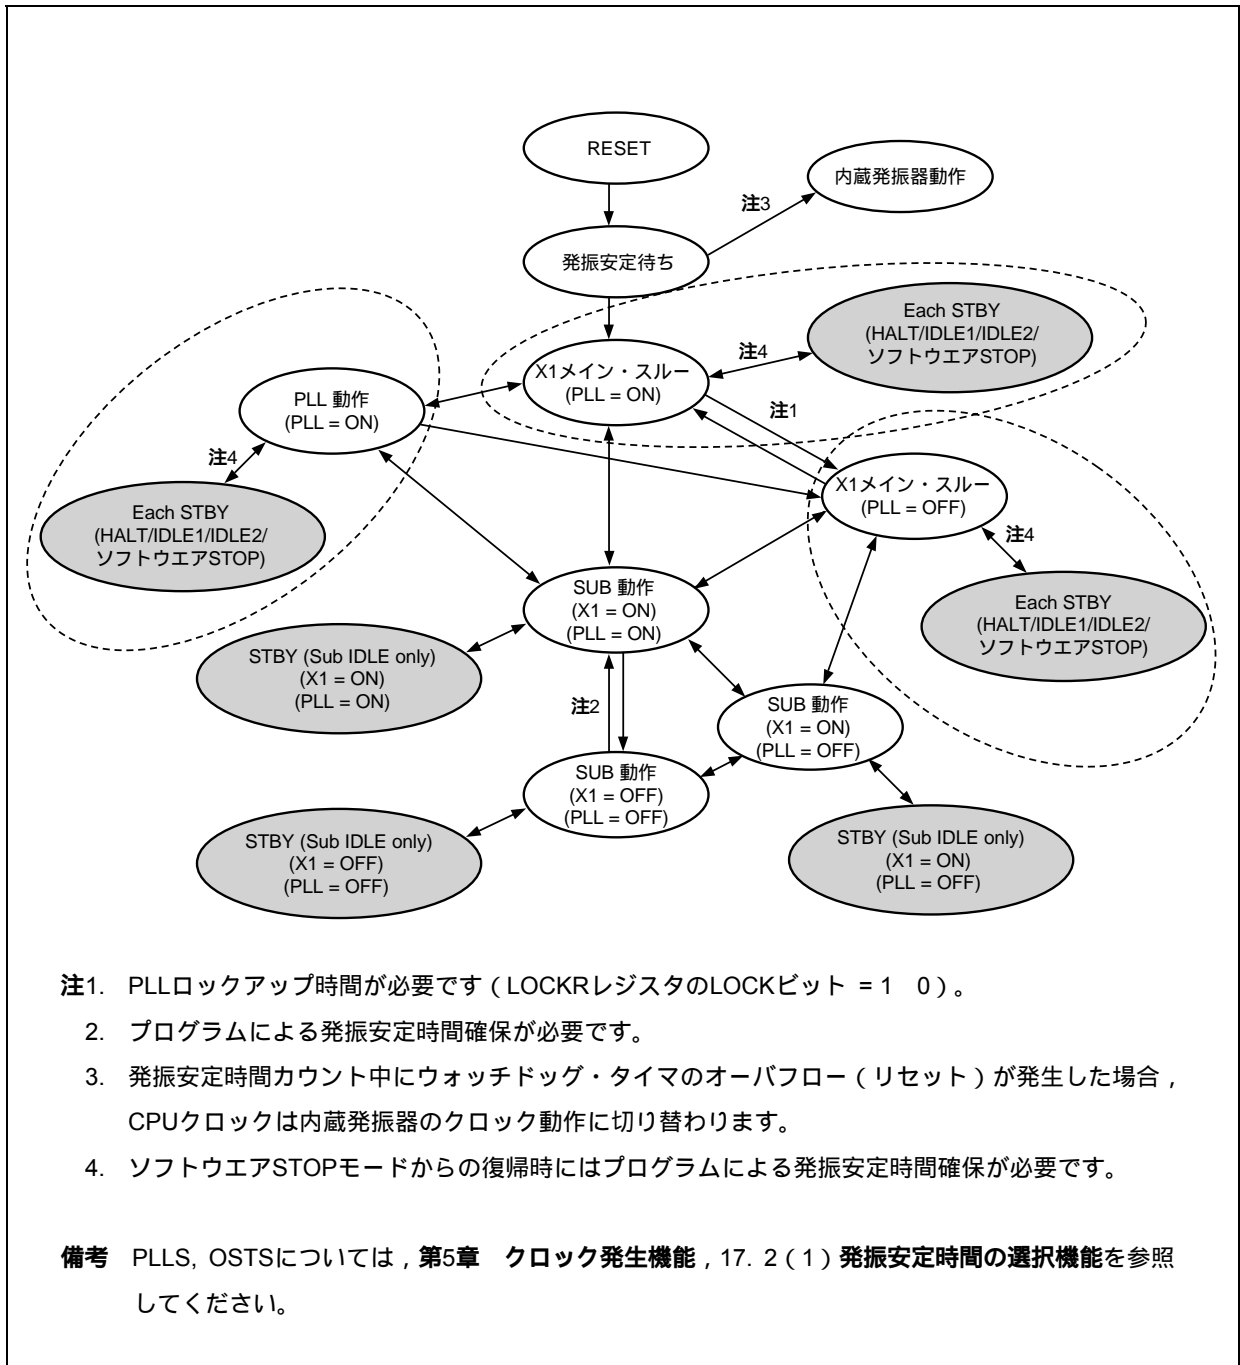 RESET
内蔵発振器動作
注3
発振安定待ち
Each STBY
(HALT/IDLE1/IDLE2/
ソフトウエアSTOP)
注4
X1メイン・スルー
(PLL = ON)
PLL 動作
(PLL = ON)
注1
注4
X1メイン・スルー
(PLL = OFF)
Each STBY
(HALT/IDLE1/IDLE2/
ソフトウエアSTOP)
注4
SUB 動作
(X1 = ON)
(PLL = ON)
Each STBY
(HALT/IDLE1/IDLE2/
ソフトウエアSTOP)
STBY (Sub IDLE only)
(X1 = ON)
(PLL = ON)
注2
SUB 動作
(X1 = ON)
(PLL = OFF)
SUB 動作
(X1 = OFF)
(PLL = OFF)
STBY (Sub IDLE only)
(X1 = OFF)
(PLL = OFF)
STBY (Sub IDLE only)
(X1 = ON)
(PLL = OFF)
注1. PLLロックアップ時間が必要です（LOCKRレジスタのLOCKビット = 1　0）。
2. プログラムによる発振安定時間確保が必要です。
3. 発振安定時間カウント中にウォッチドッグ・タイマのオーバフロー（リセット）が発生した場合，
CPUクロックは内蔵発振器のクロック動作に切り替わります。
4. ソフトウエアSTOPモードからの復帰時にはプログラムによる発振安定時間確保が必要です。
備考　PLLS, OSTSについては，第5章　クロック発生機能，17. 2（1）発振安定時間の選択機能を参照
してください。